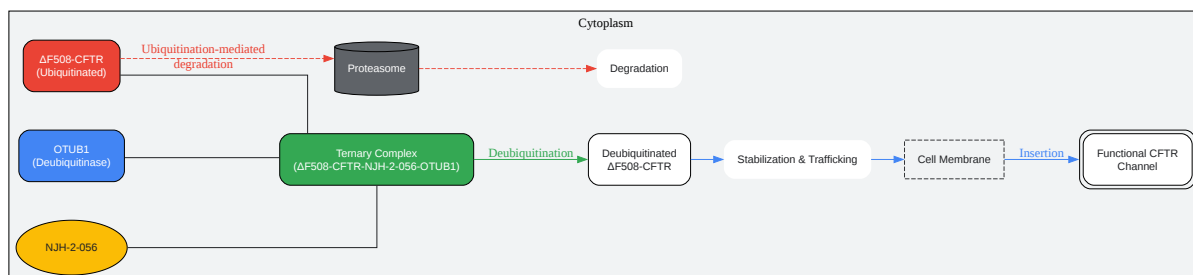 Cytoplasm
ΔF508-CFTR
(Ubiquitinated)
Ubiquitination-mediated
degradation
Proteasome
Degradation
OTUB1
(Deubiquitinase)
Ternary Complex
(ΔF508-CFTR-NJH-2-056-OTUB1)
Deubiquitination
Deubiquitinated
ΔF508-CFTR
Stabilization & Trafficking
Cell Membrane
Insertion
Functional CFTR
Channel
NJH-2-056